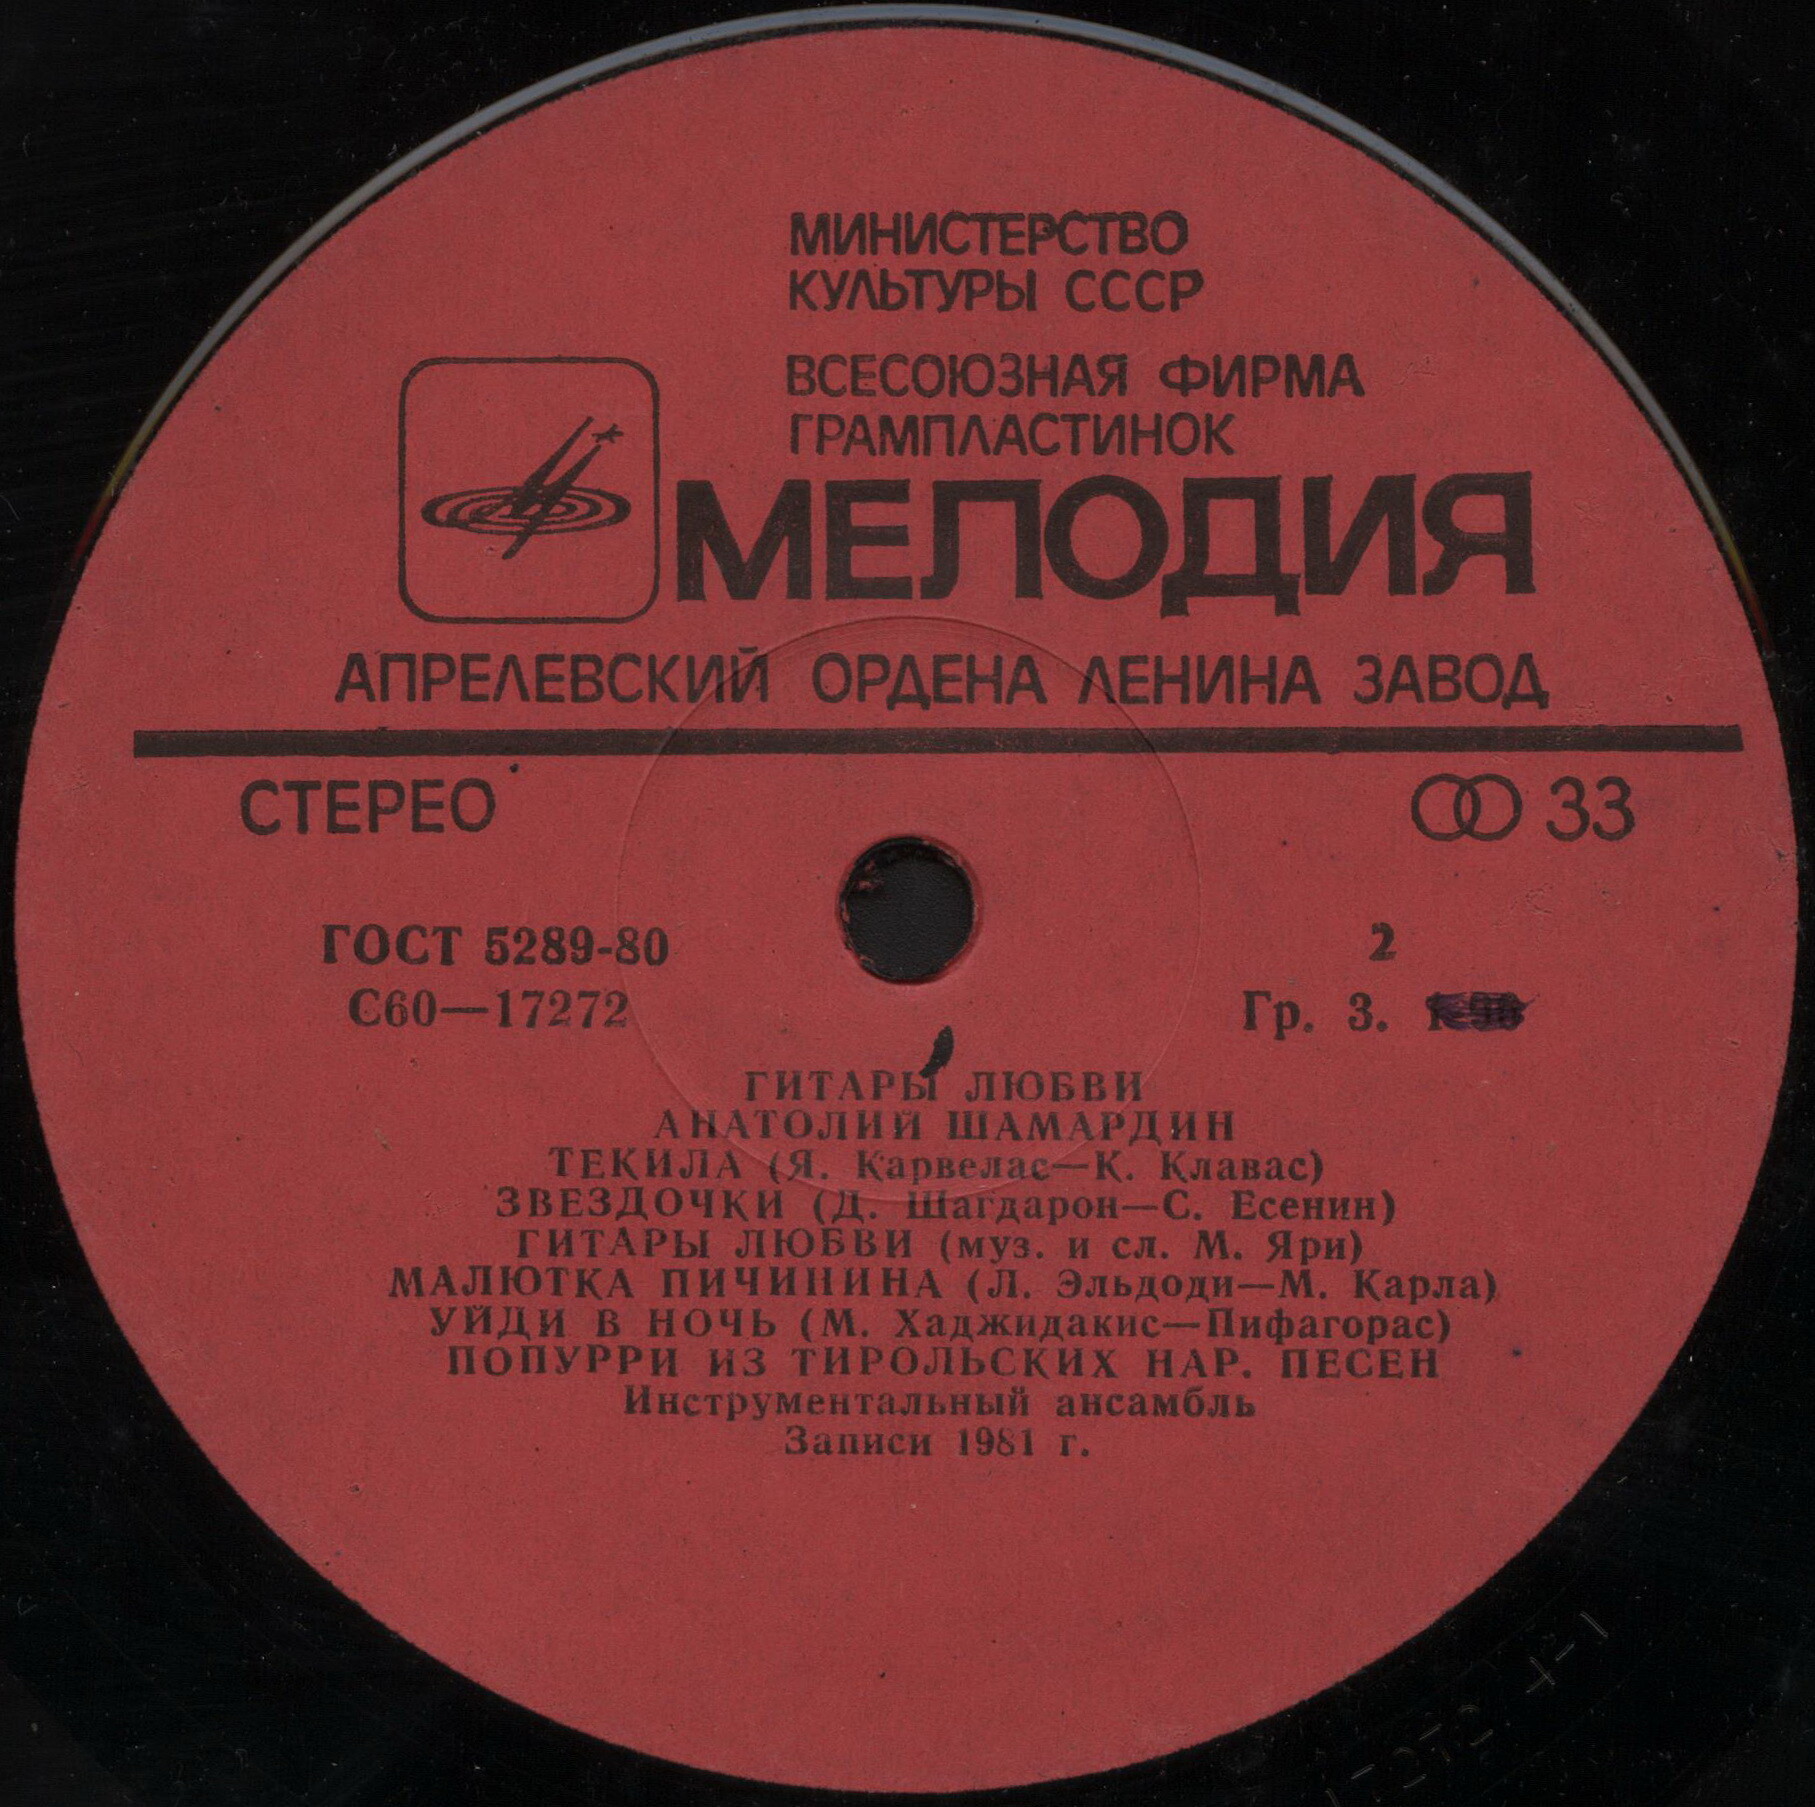 МИНИСТЕРСТВО
КУЛЬТУРЫ СССР
ВСЕСОЮЗНАЯ ФИРМА
ГРАМПЛАСТИНОК
МЕЛОДИЯ
АПРЕЛЕВСКИЙ ОРДЕНА ЛЕНИНА ЗАВОД
СТЕРЕО 33
ГОСТ 5289-80 2
С60—17272 Гр. 3.
ГИТАРЫ ЛЮБВИ
АНАТОЛИЙ ШАМАРДИН
ТЕКИЛА (Я. Карвелас—К. Клавас)
ЗВЕЗДОЧКИ (Д. Шагдарон—С. Есенин)
ГИТАРЫ ЛЮБВИ (муз. и сл. М. Яри)
МАЛЮТКА ПИЧИНИНА (Л. Эльдоди—М. Карла)
УЙДИ В НОЧЬ (М. Хаджидакис—Пифагорас)
ПОПУРРИ ИЗ ТИРОЛЬСКИХ НАР. ПЕСЕН
Инструментальный ансамбль
Записи 1981 г.